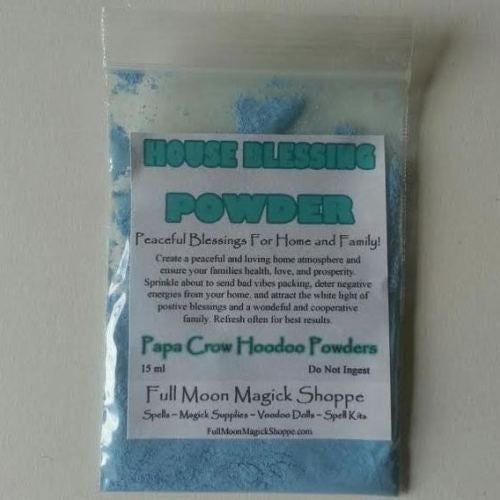 HOUSE BLESSING
POWDER
Peaceful Blessings For Home and Family!
Create a peaceful and loving home atmosphere and
ensure your families health, love, and prosperity.
Sprinkle about to send bad vibes packing, deter negative
energies from your home, and attract the white light of
postive blessings and a wondeful and cooperative
family. Refresh often for best results.
Papa Crow Hoodoo Powders
15 ml Do Not Ingest
Full Moon Magick Shoppe
Spells ~ Magick Supplies ~ Voodoo Dolls ~ Spell Kits
FullMoonMagickShoppe.com